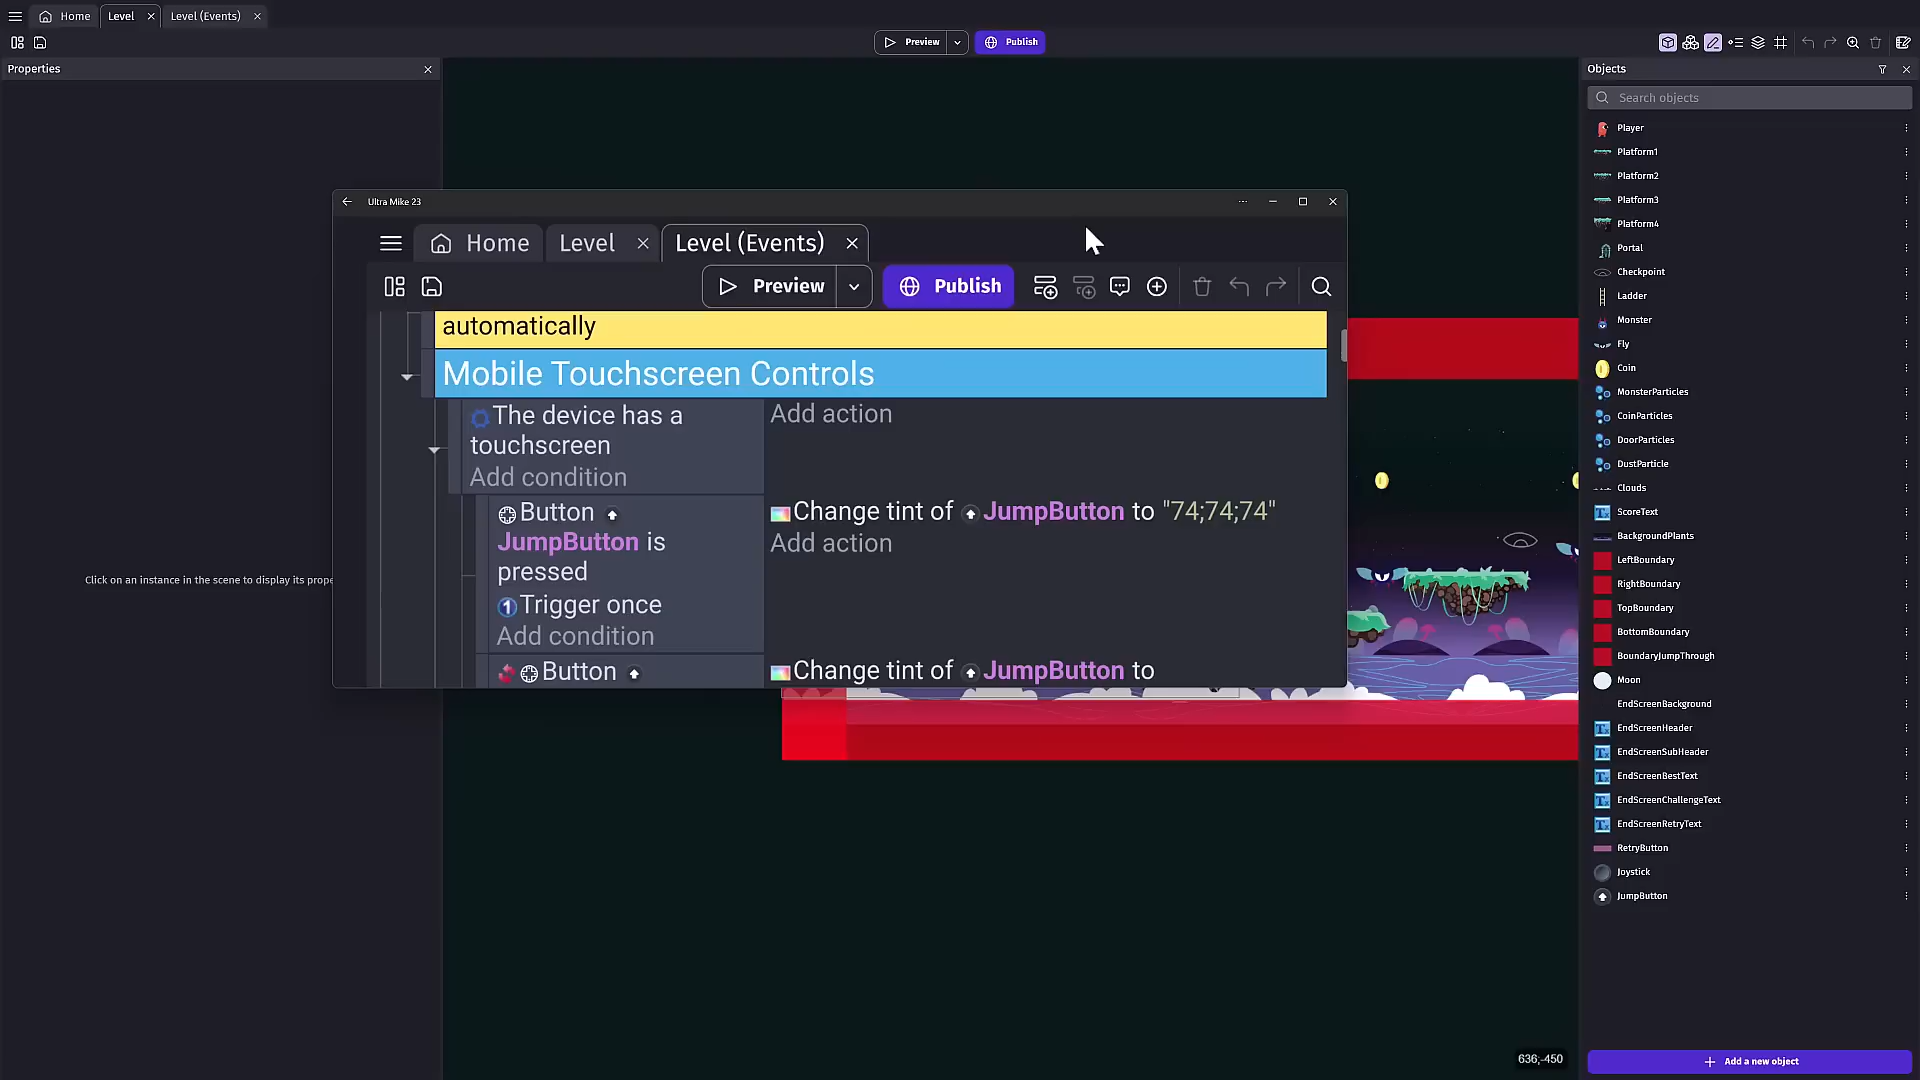 Home
Level
Level (Events)
Preview
Publish
Properties
Click on an instance in the scene to display its prope
Ultra Mike 23
Home
Level
Level (Events)
Preview
Publish
automatically
Mobile Touchscreen Controls
The device has a
touchscreen
Add condition
Add action
Button
JumpButton is
pressed
Trigger once
Add condition
Change tint of JumpButton to "74;74;74"
Add action
Button
Change tint of JumpButton to
636;-450
Objects
Search objects
Player
Platform1
Platform2
Platform3
Platform4
Portal
Checkpoint
Ladder
Monster
Fly
Coin
MonsterParticles
CoinParticles
DoorParticles
DustParticle
Clouds
ScoreText
BackgroundPlants
LeftBoundary
RightBoundary
TopBoundary
BottomBoundary
BoundaryJumpThrough
Moon
EndScreenBackground
EndScreenHeader
EndScreenSubHeader
EndScreenBestText
EndScreenChallengeText
EndScreenRetryText
RetryButton
Joystick
JumpButton
Add a new object